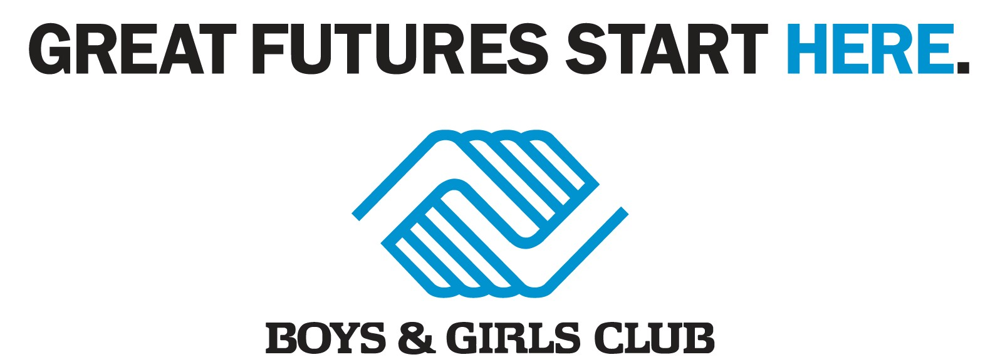 GREAT FUTURES START HERE.
BOYS & GIRLS CLUB